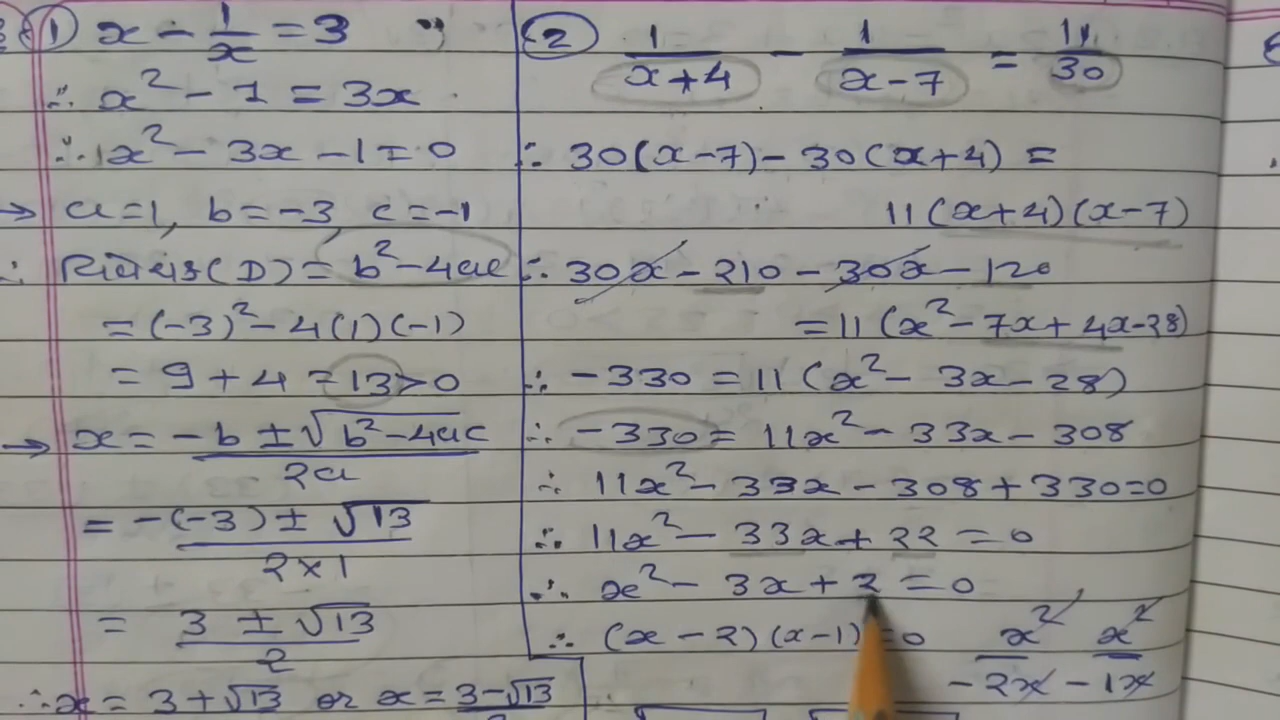 ① x - 1/x = 3 ,,
∴ x² - 1 = 3x
∴ 1x² - 3x - 1 = 0
→ a = 1, b = -3, c = -1
(D) = b² - 4ac
= (-3)² - 4(1)(-1)
= 9 + 4 = 13 > 0
→ x = -b ± √b² - 4ac / 2a
= -(-3) ± √13 / 2 × 1
= 3 ± √13 / 2
∴ x = 3 + √13 or x = 3 - √13
② 1/x+4 - 1/x-7 = 11/30
∴ 30(x-7) - 30(x+4) =
11(x+4)(x-7)
∴ 30x - 210 - 30x - 120
= 11(x² - 7x + 4x - 28)
∴ -330 = 11(x² - 3x - 28)
∴ -330 = 11x² - 33x - 308
∴ 11x² - 33x - 308 + 330 = 0
∴ 11x² - 33x + 22 = 0
∴ x² - 3x + 2 = 0
∴ (x - 2)(x - 1) = 0
x² x²
-2x -1x